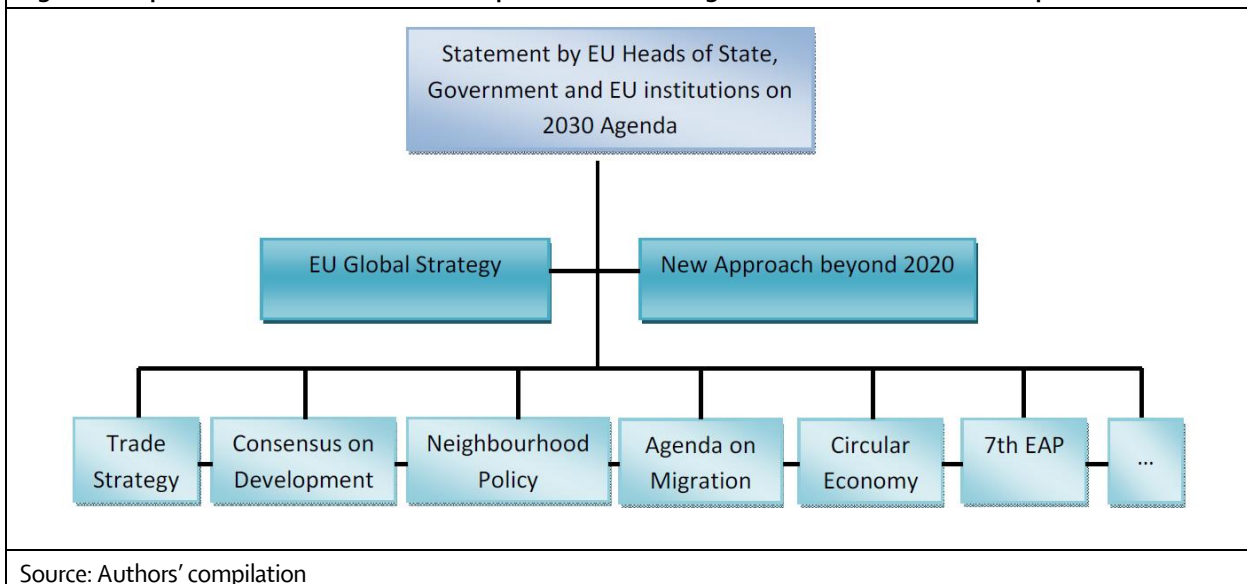 Statement by EU Heads of State,
Government and EU institutions on
2030 Agenda
EU Global Strategy
New Approach beyond 2020
Trade
Strategy
Consensus on
Development
Neighbourhood
Policy
Agenda on
Migration
Circular
Economy
7th EAP
...
Source: Authors’ compilation